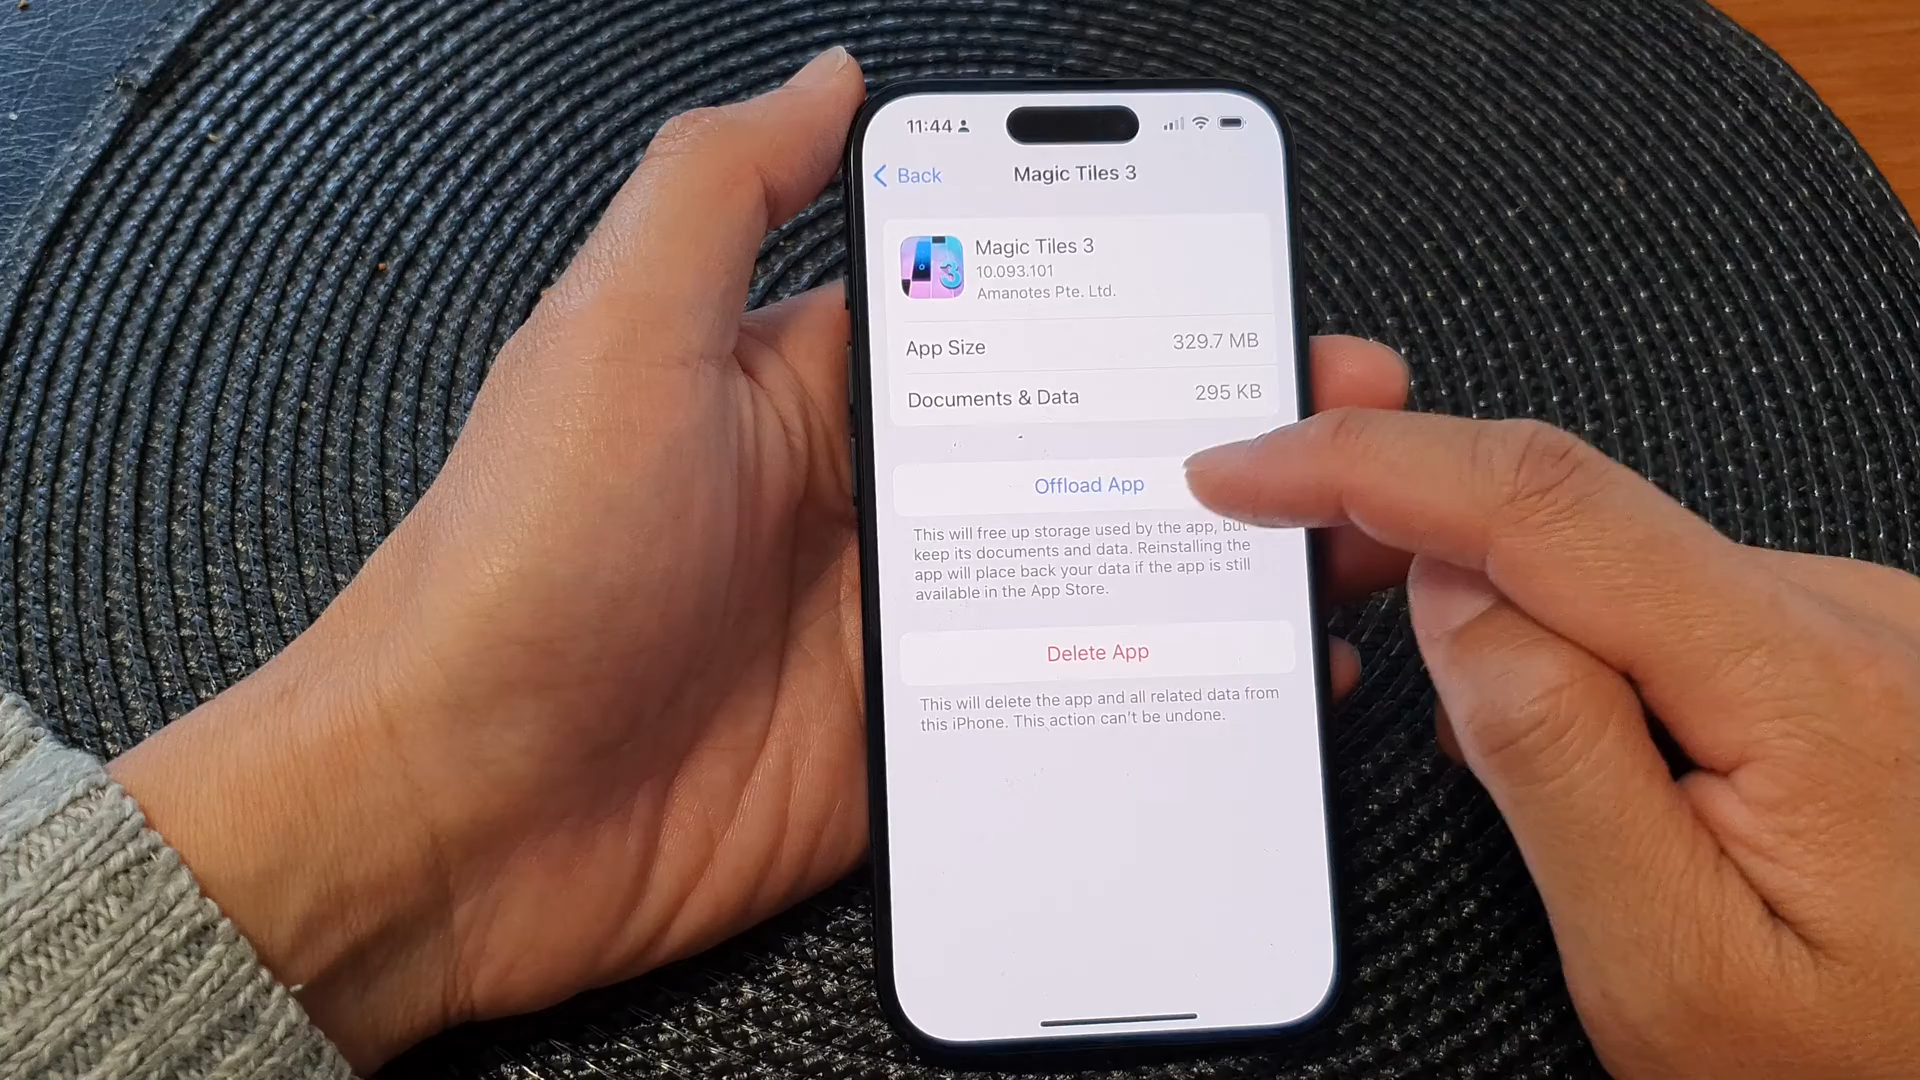 11:44
Back
Magic Tiles 3
3
Magic Tiles 3
10.093.101
Amanotes Pte. Ltd.
App Size 329.7 MB
Documents & Data 295 KB
Offload App
This will free up storage used by the app, but
keep its documents and data. Reinstalling the
app will place back your data if the app is still
available in the App Store.
Delete App
This will delete the app and all related data from
this iPhone. This action can't be undone.